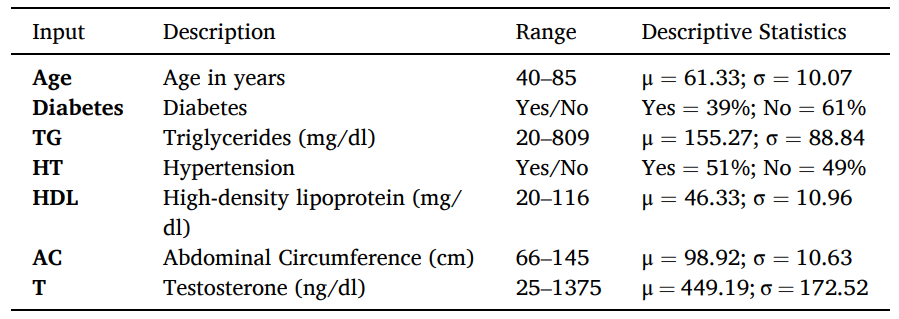 Input Description Range Descriptive Statistics
Age Age in years 40–85 μ = 61.33; σ = 10.07
Diabetes Diabetes Yes/No Yes = 39%; No = 61%
TG Triglycerides (mg/dl) 20–809 μ = 155.27; σ = 88.84
HT Hypertension Yes/No Yes = 51%; No = 49%
HDL High-density lipoprotein (mg/ 20–116 μ = 46.33; σ = 10.96
dl)
AC Abdominal Circumference (cm) 66–145 μ = 98.92; σ = 10.63
T Testosterone (ng/dl) 25–1375 μ = 449.19; σ = 172.52